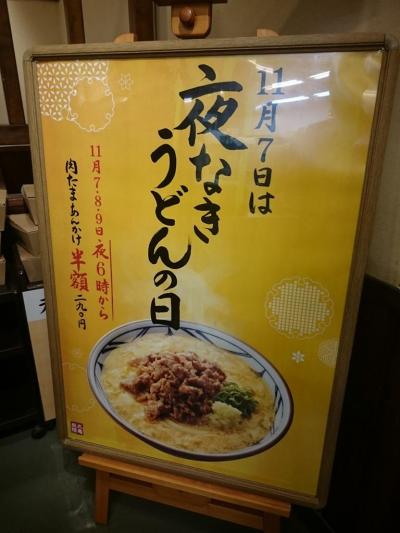 11月7日は
夜なき
うどんの日
11月7・8・9日 夜6時から
肉たまあんかけ 半額 二九〇円